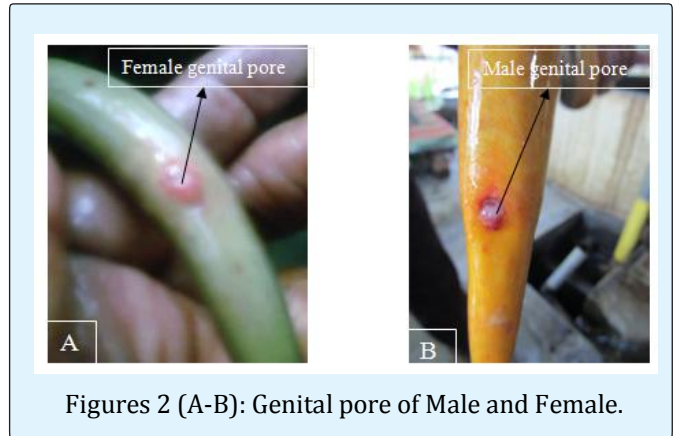 Female genital pore
Male genital pore
A
B
Figures 2 (A-B): Genital pore of Male and Female.